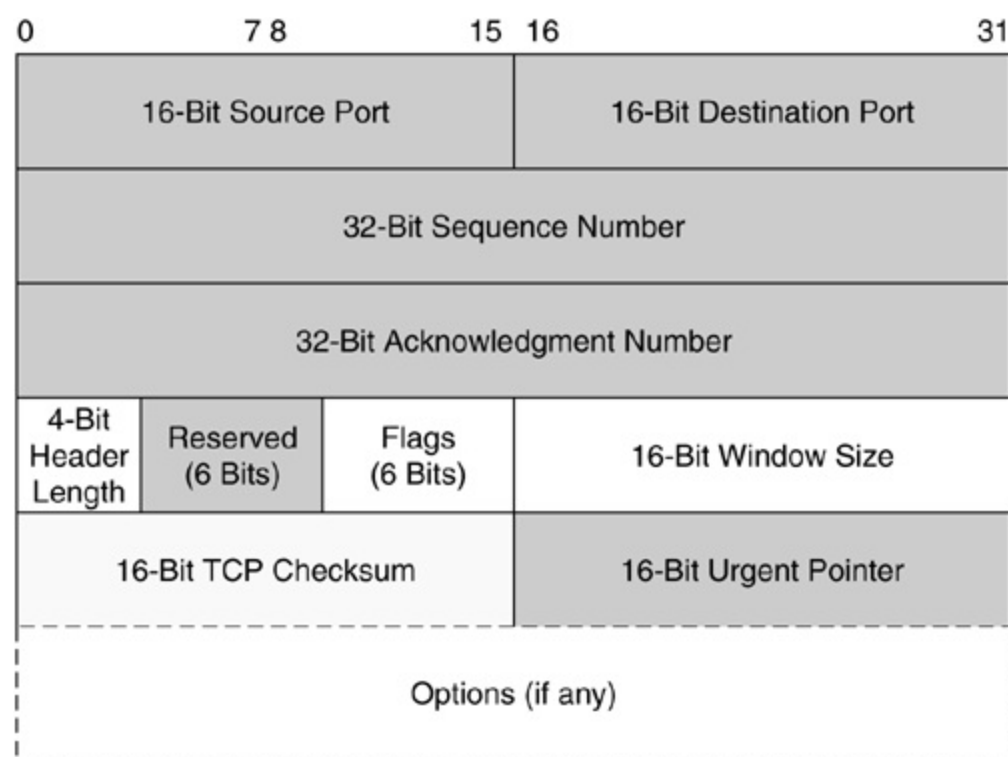 0 7 8 15 16 31
16-Bit Source Port 16-Bit Destination Port
32-Bit Sequence Number
32-Bit Acknowledgment Number
4-Bit
Header
Length
Reserved
(6 Bits)
Flags
(6 Bits)
16-Bit Window Size
16-Bit TCP Checksum 16-Bit Urgent Pointer
Options (if any)